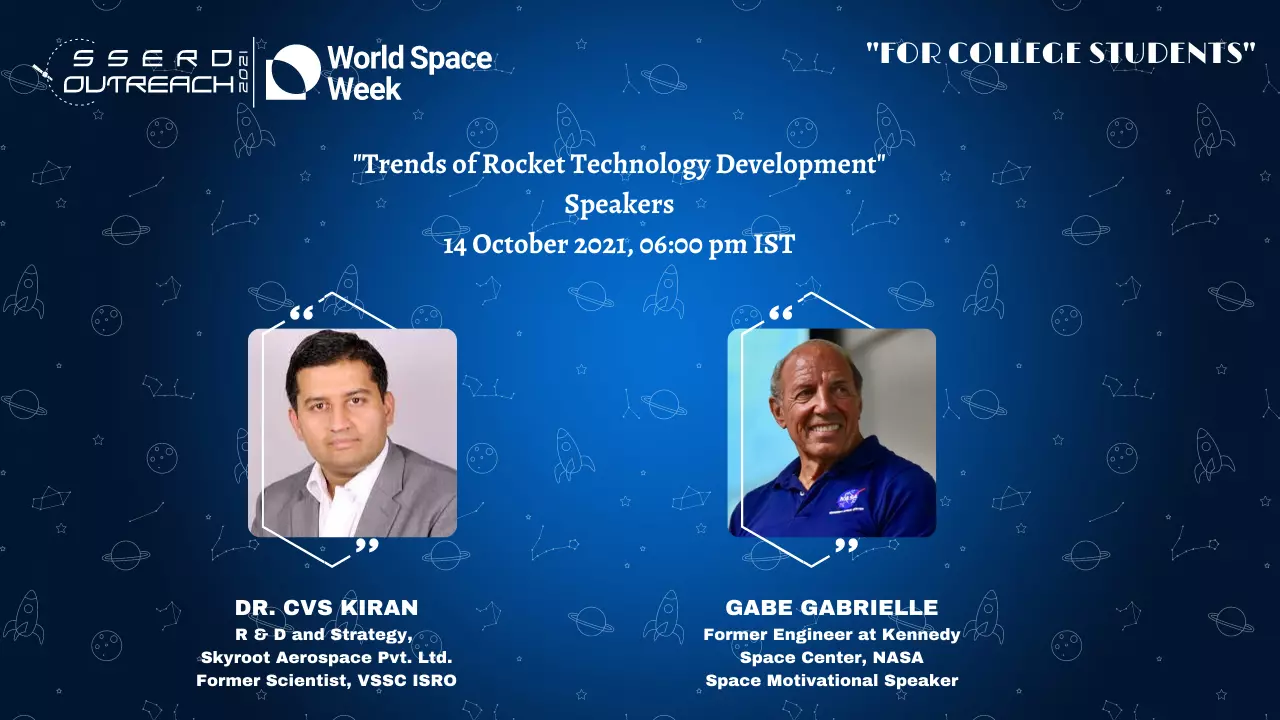 SSERD
OUTREACH 2021
World Space
Week
"FOR COLLEGE STUDENTS"
"Trends of Rocket Technology Development"
Speakers
14 October 2021, 06:00 pm IST
“
“
NASA
”
”
DR. CVS KIRAN
R & D and Strategy,
Skyroot Aerospace Pvt. Ltd.
Former Scientist, VSSC ISRO
GABE GABRIELLE
Former Engineer at Kennedy
Space Center, NASA
Space Motivational Speaker